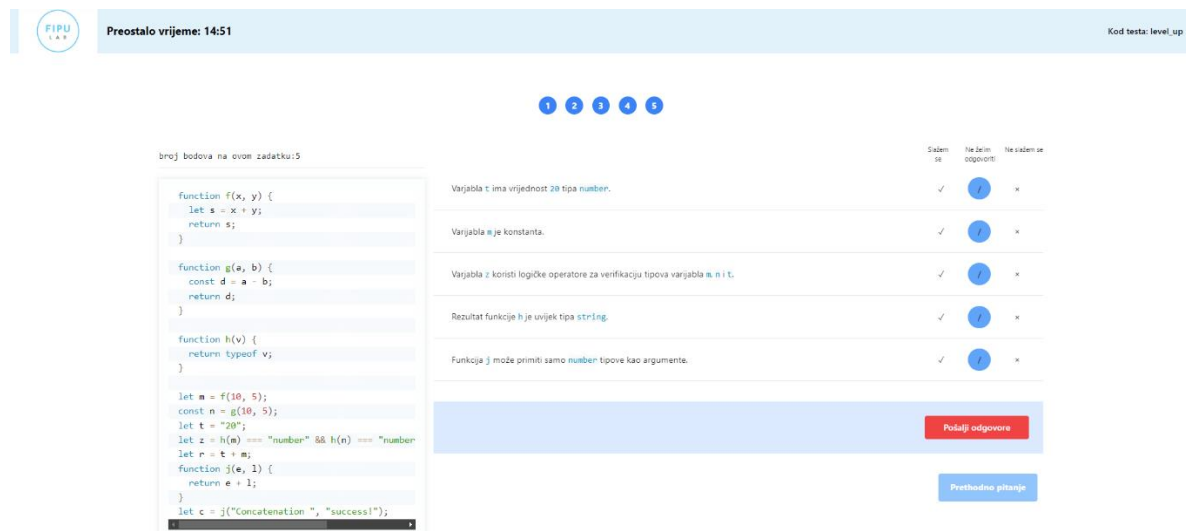 FIPU
LAB
Preostalo vrijeme: 14:51
Kod testa: level_up
1 2 3 4 5
broj bodova na ovom zadatku:5
Slažem se
Ne želim odgovoriti
Ne slažem se
function f(x, y) {
let s = x + y;
return s;
}
function g(a, b) {
const d = a - b;
return d;
}
function h(v) {
return typeof v;
}
let m = f(10, 5);
const n = g(10, 5);
let t = "20";
let z = h(m) === "number" && h(n) === "number
let r = t + m;
function j(e, l) {
return e + l;
}
let c = j("Concatenation ", "success!");
Varjabla t ima vrijednost 20 tipa number.
✓ / ×
Varijabla m je konstanta.
✓ / ×
Varjabla z koristi logičke operatore za verifikaciju tipova varijabla m, n i t.
✓ / ×
Rezultat funkcije h je uvijek tipa string.
✓ / ×
Funkcija j može primiti samo number tipove kao argumente.
✓ / ×
Pošalji odgovore
Prethodno pitanje